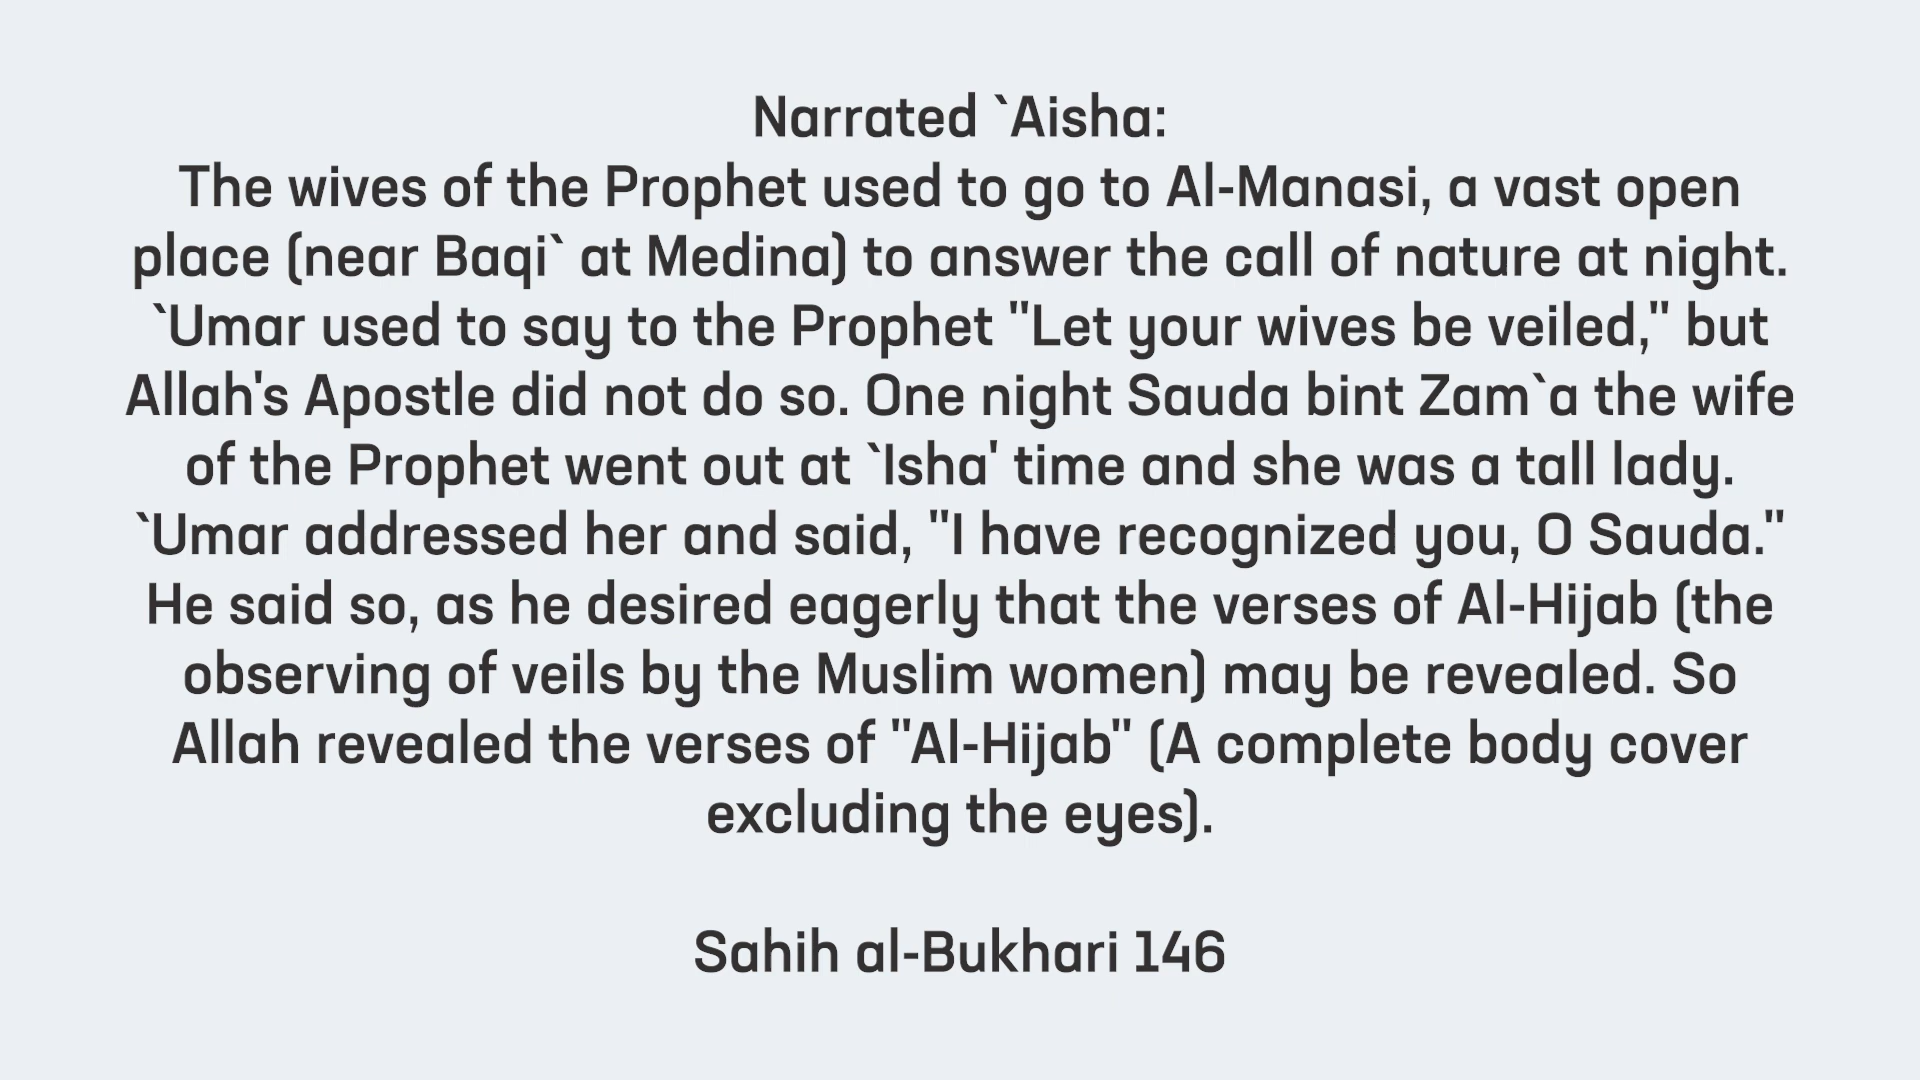 Narrated `Aisha:
The wives of the Prophet used to go to Al-Manasi, a vast open
place (near Baqi` at Medina) to answer the call of nature at night.
`Umar used to say to the Prophet "Let your wives be veiled," but
Allah's Apostle did not do so. One night Sauda bint Zam`a the wife
of the Prophet went out at `Isha' time and she was a tall lady.
`Umar addressed her and said, "I have recognized you, O Sauda."
He said so, as he desired eagerly that the verses of Al-Hijab (the
observing of veils by the Muslim women) may be revealed. So
Allah revealed the verses of "Al-Hijab" (A complete body cover
excluding the eyes).
Sahih al-Bukhari 146